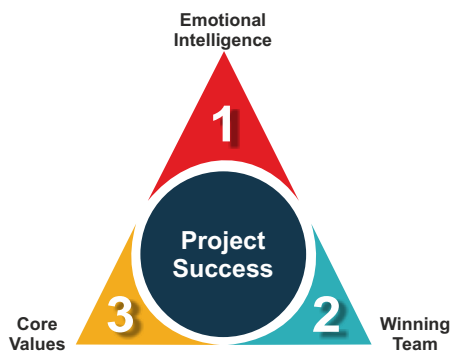 Emotional
Intelligence
1
Project
Success
3
2
Core
Values
Winning
Team